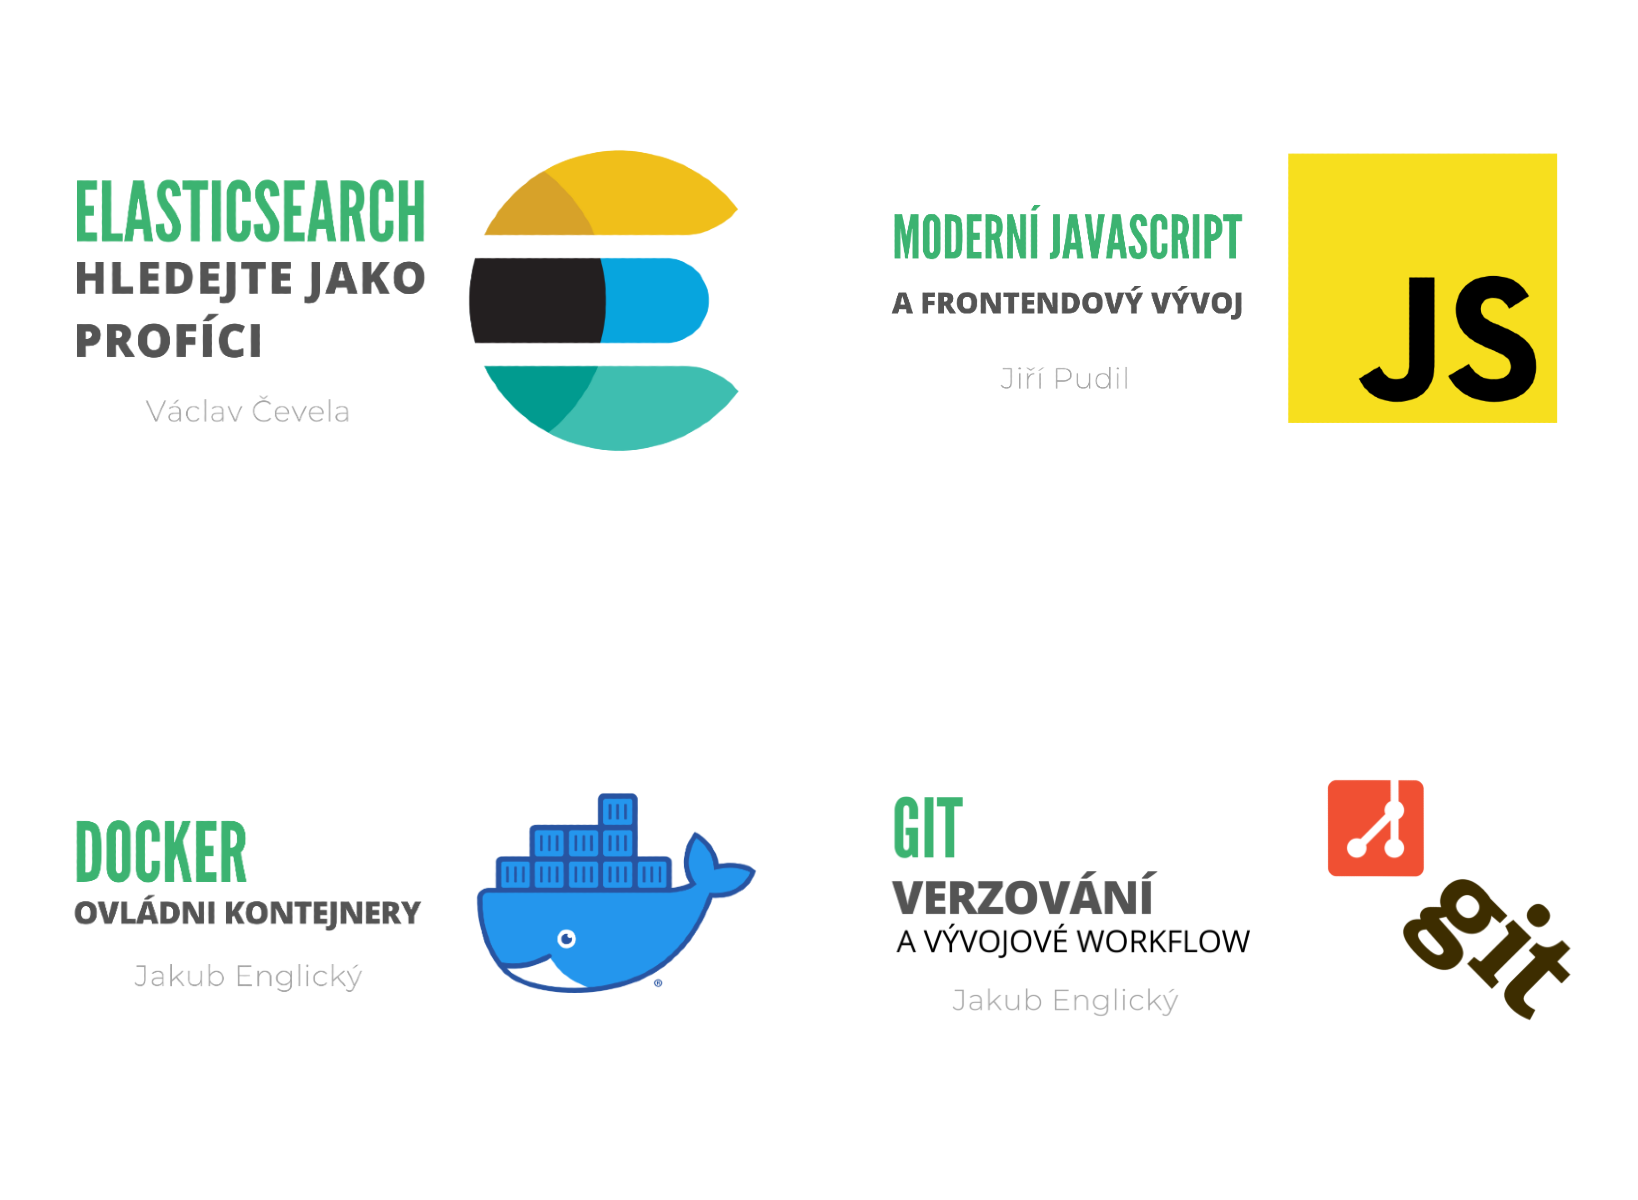 ELASTICSEARCH
HLEDEJTE JAKO
PROFÍCI
Václav Čevela
MODERNÍ JAVASCRIPT
A FRONTENDOVÝ VÝVOJ
Jiří Pudil
JS
DOCKER
OVLÁDNI KONTEJNERY
Jakub Englický
®
GIT
VERZOVÁNÍ
A VÝVOJOVÉ WORKFLOW
Jakub Englický
git